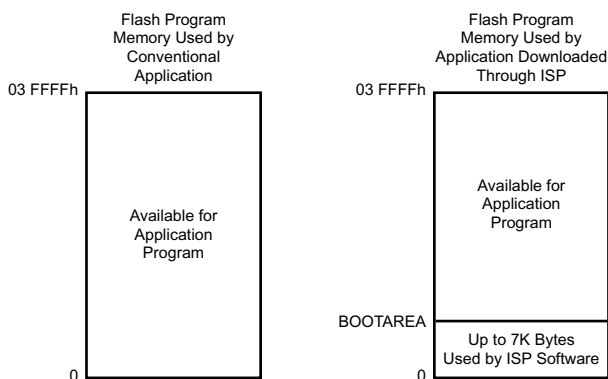 Flash Program
Memory Used by
Conventional
Application
03 FFFFh
Available for
Application
Program
0
Flash Program
Memory Used by
Application Downloaded
Through ISP
03 FFFFh
Available for
Application
Program
BOOTAREA
Up to 7K Bytes
Used by ISP Software
0